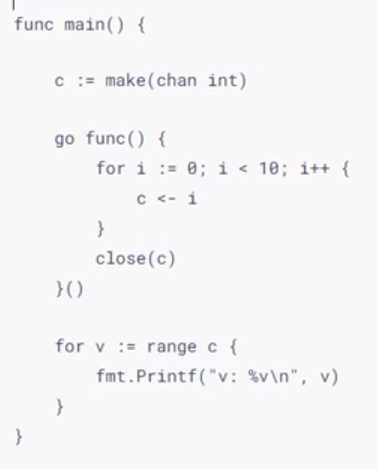 func main() {
c := make(chan int)
go func() {
for i := 0; i < 10; i++ {
c <- i
}
close(c)
}()
for v := range c {
fmt.Printf("v: %v\n", v)
}
}